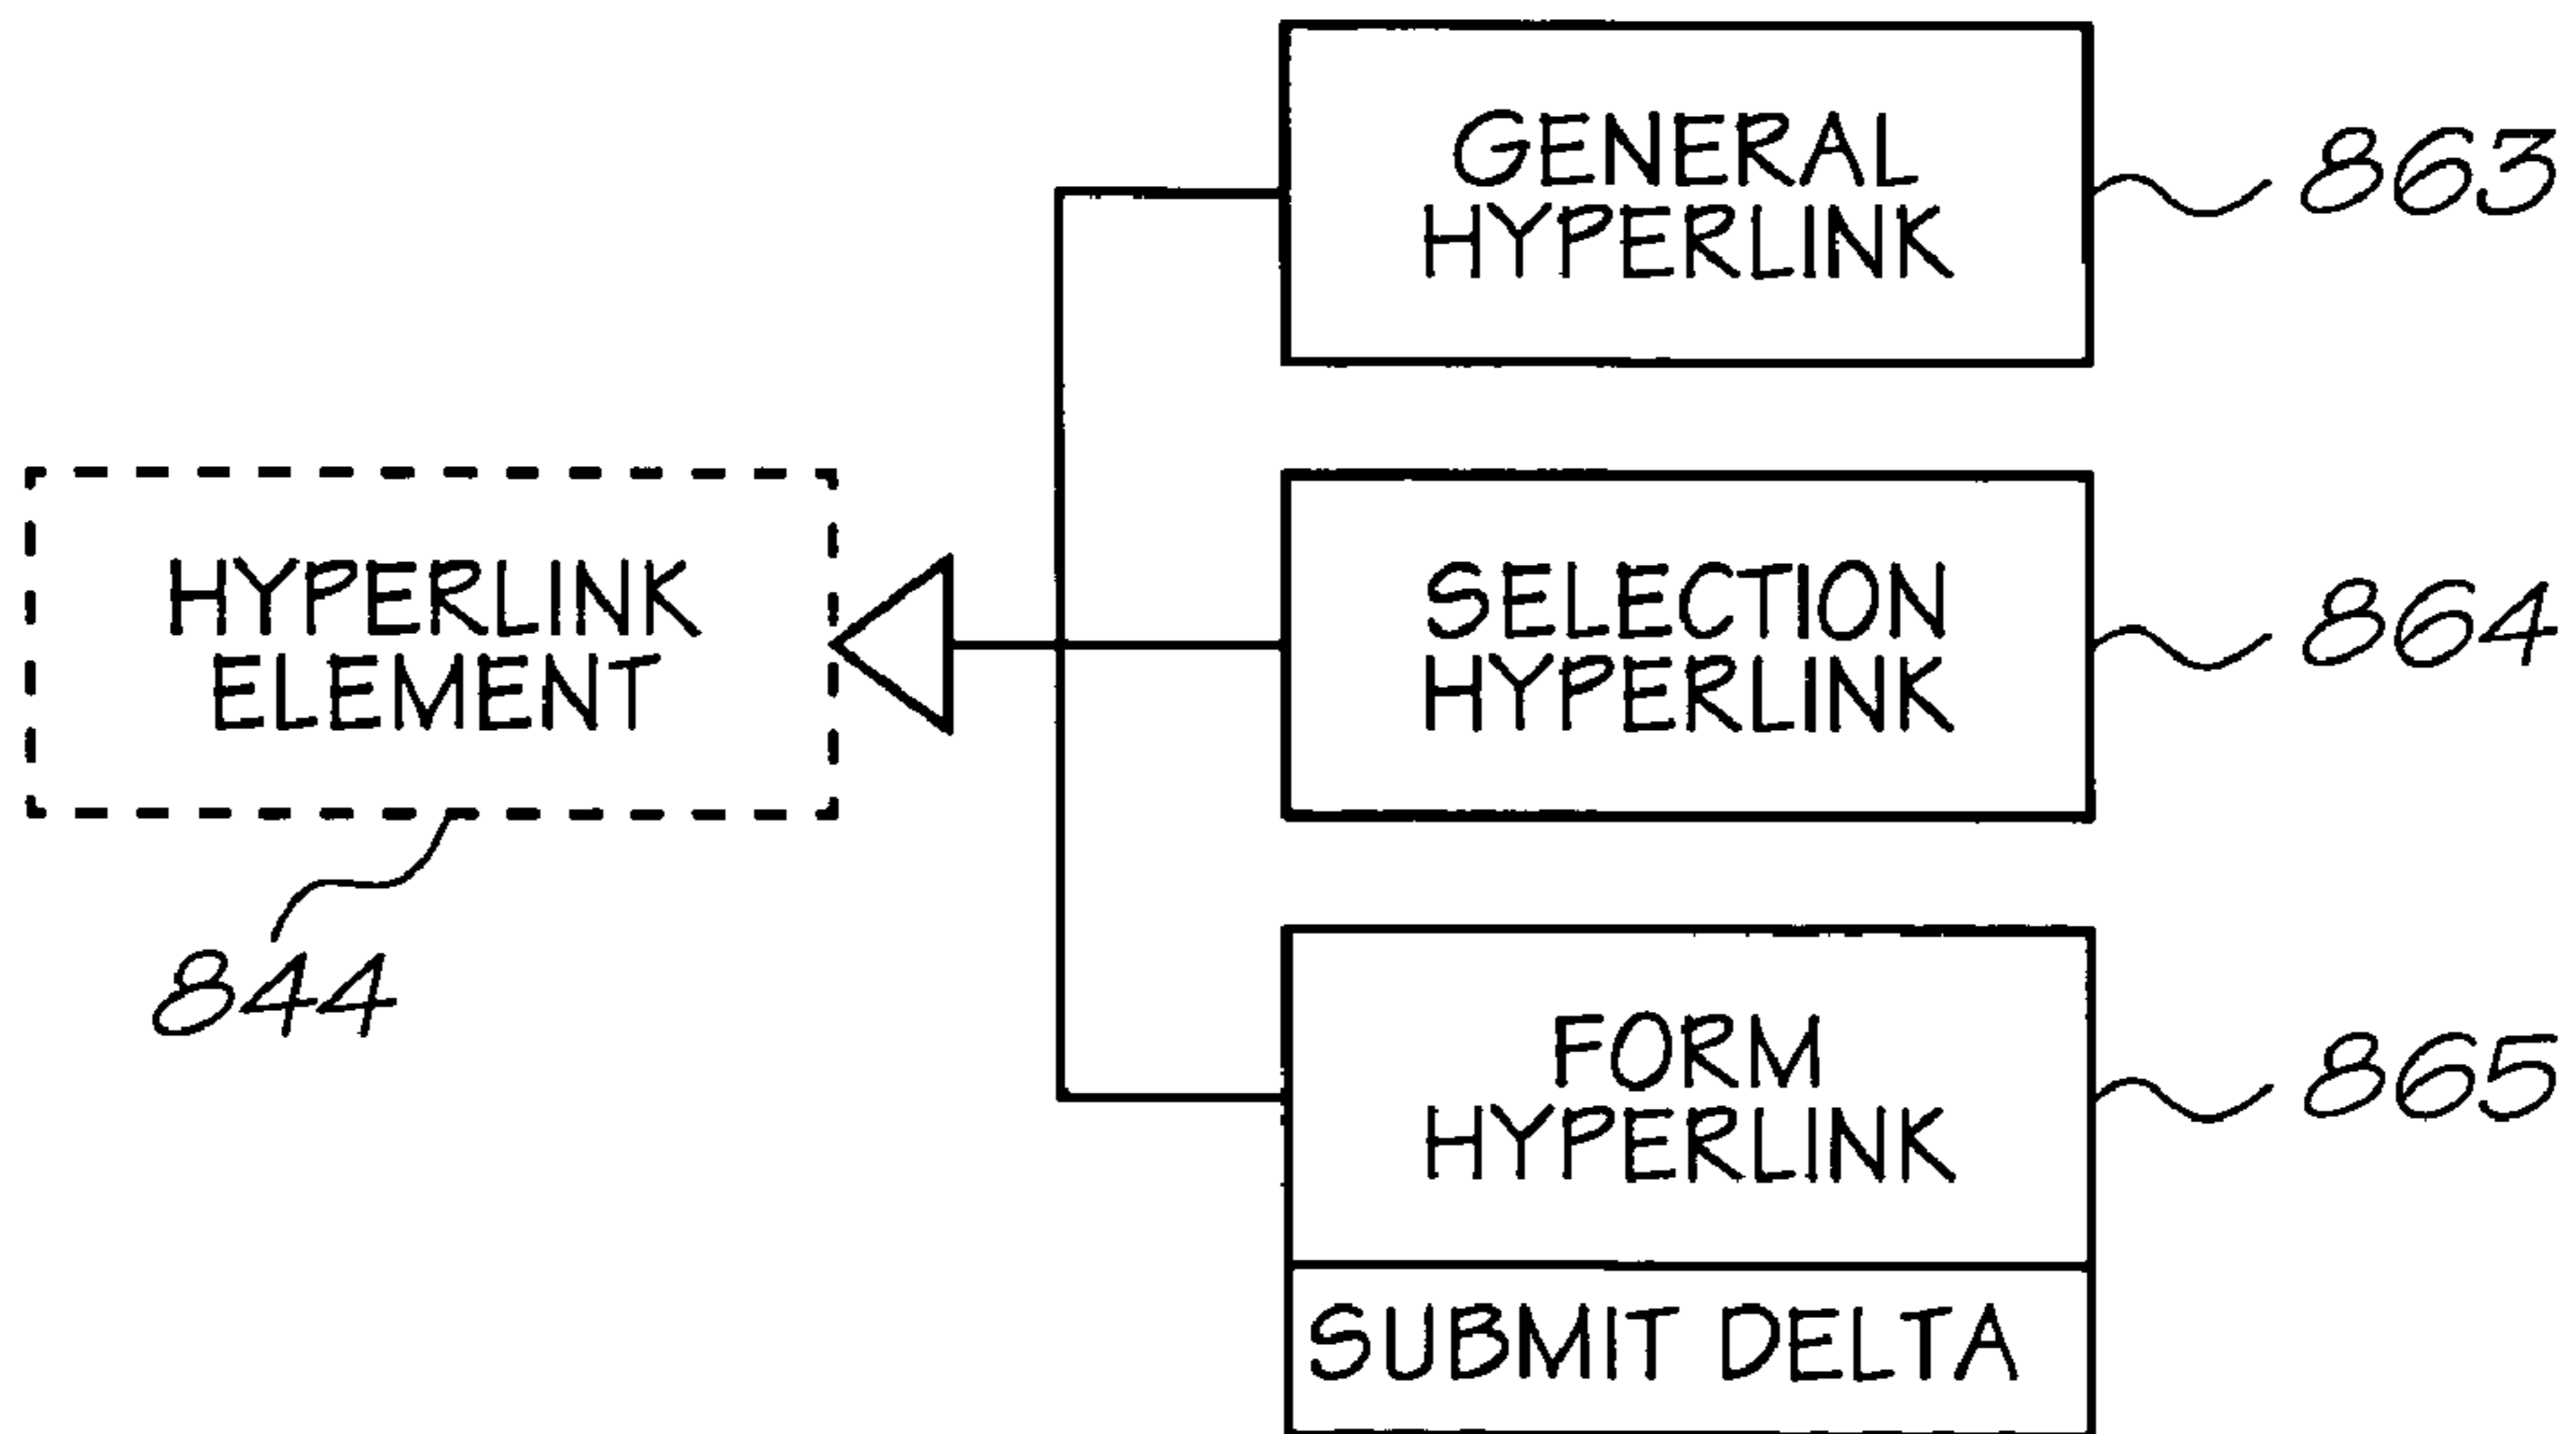 GENERAL
HYPERLINK
863
HYPERLINK
ELEMENT
844
SELECTION
HYPERLINK
864
FORM
HYPERLINK
865
SUBMIT DELTA